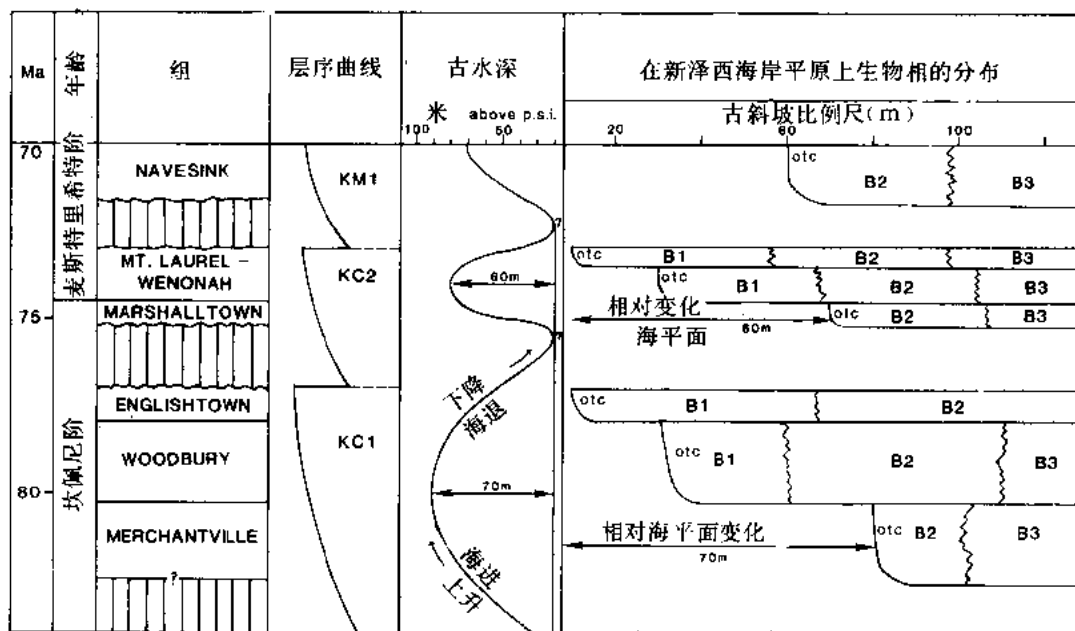 Ma
年龄
组
层序曲线
古水深
在新泽西海岸平原上生物相的分布
米 above p.s.l.
100 50
古斜坡比例尺(m)
20 60 100
70
75
80
麦斯特里希特阶
坎佩尼阶
NAVESINK
MT. LAUREL –
WENONAH
MARSHALLTOWN
ENGLISHTOWN
WOODBURY
MERCHANTVILLE
?
KM1
KC2
KC1
?
60m
?
下降
海退
70m
海进
上升
otc B2 B3
otc B1 B2 B3
otc B1 B2 B3
otc B2 B3
相对变化
海平面 60m
otc B1 B2
otc B1 B2 B3
otc B2 B3
相对海平面变化
70m